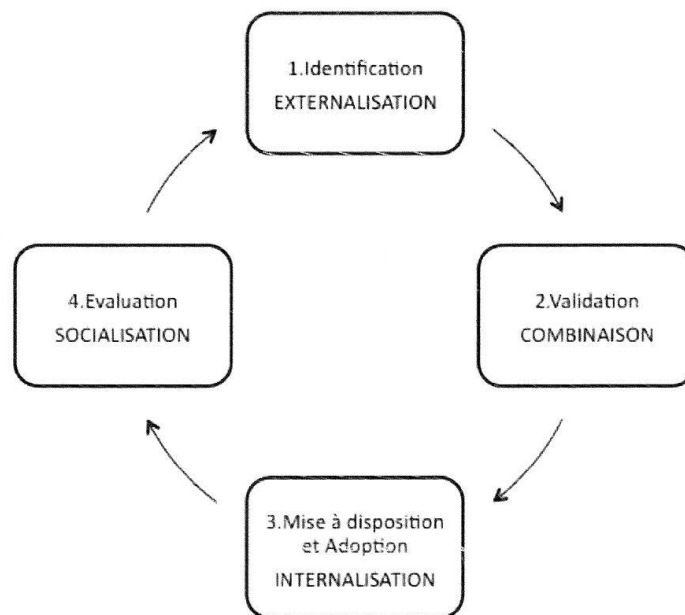 1.Identification
EXTERNALISATION
2.Validation
COMBINAISON
3.Mise à disposition
et Adoption
INTERNALISATION
4.Evaluation
SOCIALISATION